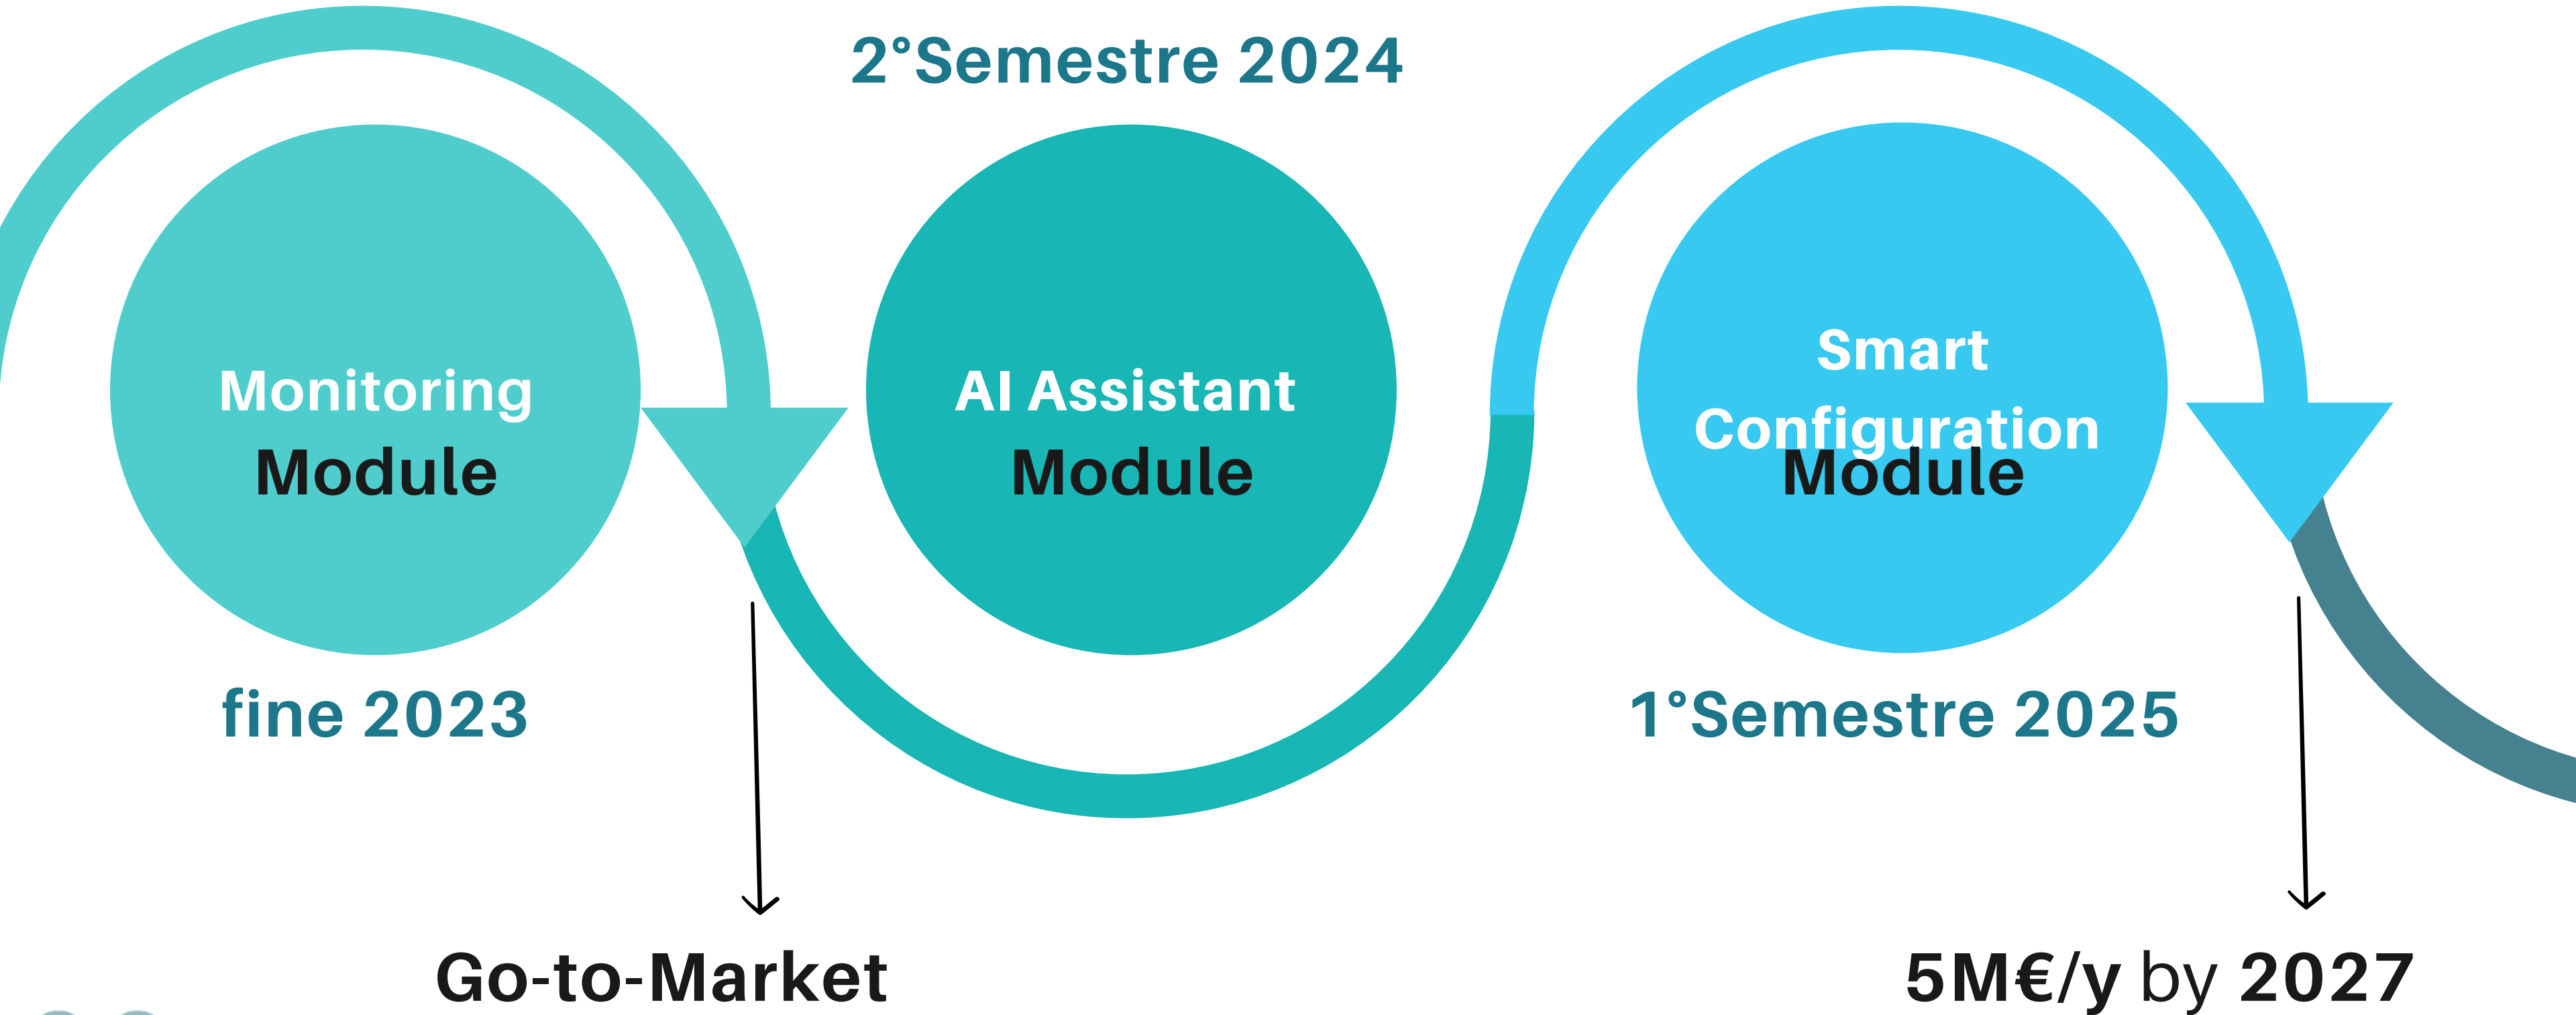 2°Semestre 2024
Monitoring
Module
AI Assistant
Module
Smart
Configuration
Module
fine 2023
1°Semestre 2025
Go-to-Market
5M€/y by 2027